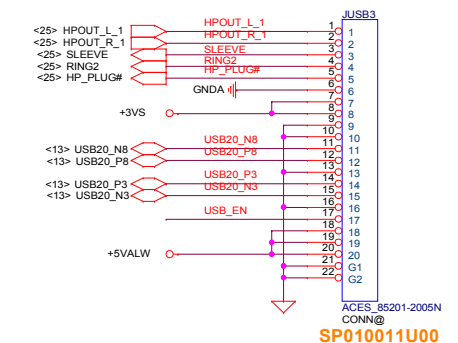 JUSB3
<25> HPOUT_L_1 HPOUT_L_1 1 1
<25> HPOUT_R_1 HPOUT_R_1 2 2
<25> SLEEVE SLEEVE 3 3
<25> RING2 RING2 4 4
<25> HP_PLUG# HP_PLUG# 5 5
GNDA 6 6
7 7
+3VS 8 8
9 9
10 10
<13> USB20_N8 USB20_N8 11 11
<13> USB20_P8 USB20_P8 12 12
13 13
<13> USB20_P3 USB20_P3 14 14
<13> USB20_N3 USB20_N3 15 15
16 16
USB_EN 17 17
18 18
19 19
+5VALW 20 20
21 G1
22 G2
ACES_85201-2005N
CONN@
SP010011U00